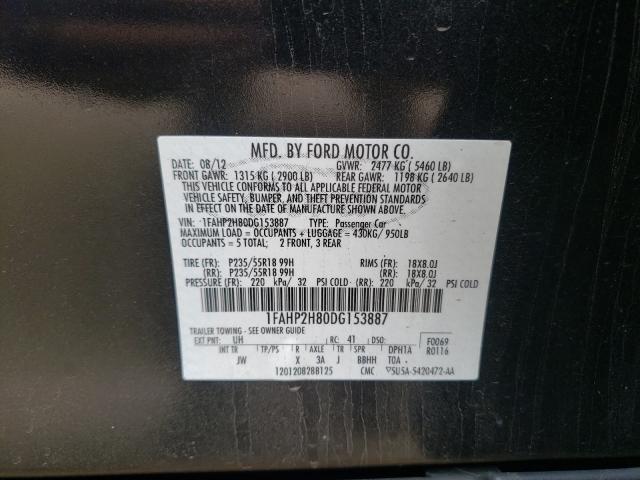 MFD. BY FORD MOTOR CO.
DATE: 08/12 GVWR: 2477 KG ( 5460 LB)
FRONT GAWR: 1315 KG ( 2900 LB) REAR GAWR: 1198 KG ( 2640 LB)
THIS VEHICLE CONFORMS TO ALL APPLICABLE FEDERAL MOTOR
VEHICLE SAFETY, BUMPER, AND THEFT PREVENTION STANDARDS
IN EFFECT ON THE DATE OF MANUFACTURE SHOWN ABOVE.
VIN: 1FAHP2H80DG153887 TYPE: Passenger Car
MAXIMUM LOAD = OCCUPANTS + LUGGAGE = 430KG/ 950LB
OCCUPANTS = 5 TOTAL; 2 FRONT, 3 REAR
TIRE (FR): P235/55R18 99H RIMS (FR): 18X8.0J
(RR): P235/55R18 99H (RR): 18X8.0J
PRESSURE (FR): 220 kPa/ 32 PSI COLD (RR): 220 kPa/ 32 PSI COLD
1FAHP2H80DG153887
TRAILER TOWING - SEE OWNER GUIDE
EXT PNT: UH RC: 41 DSO: F0069
INT TR TP/PS R AXLE TR SPR DPHTA R0116
JW X 3A J BBHH TOA
12012082BB125 CMC ▽5U5A-5420472-AA